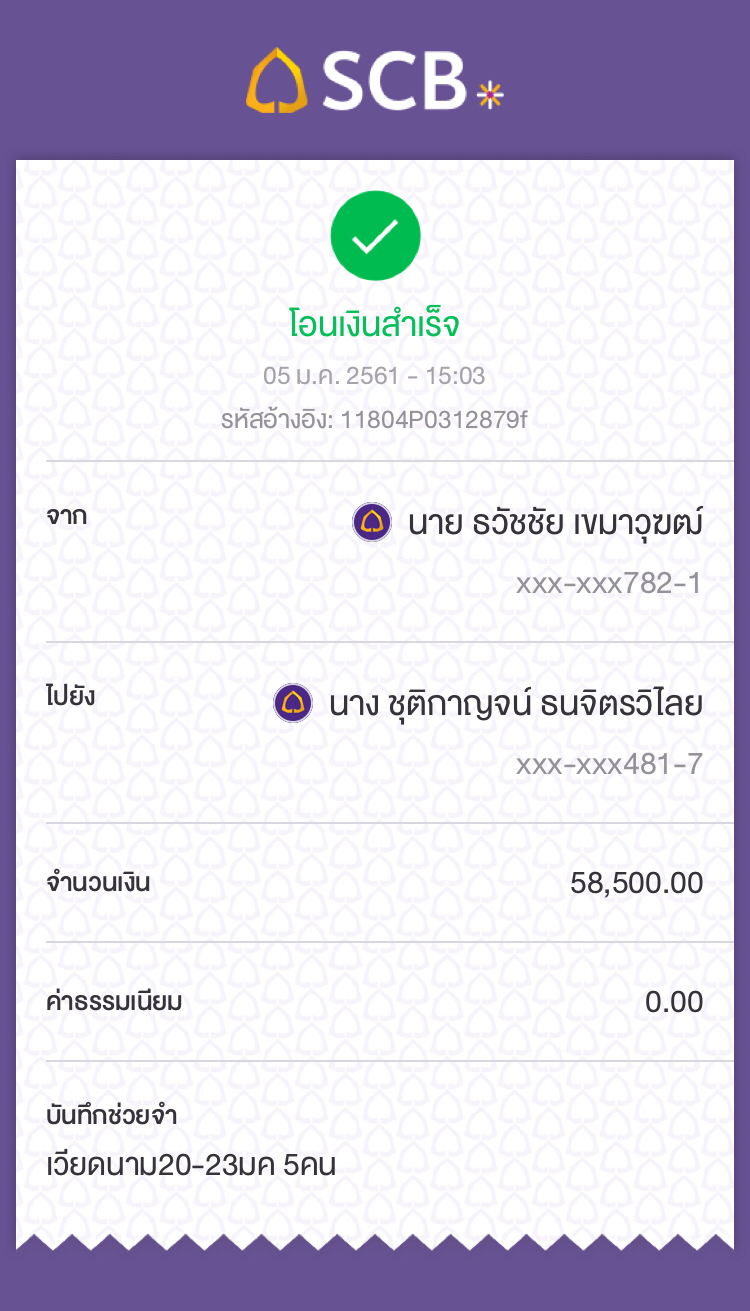 SCB
โอนเงินสำเร็จ
05 ม.ค. 2561 - 15:03
รหัสอ้างอิง: 11804P0312879f
จาก
นาย ธวัชชัย เขมาวุฆฒ์
xxx-xxx782-1
ไปยัง
นาง ชุติกาญจน์ ธนจิตรวิไลย
xxx-xxx481-7
จำนวนเงิน
58,500.00
ค่าธรรมเนียม
0.00
บันทึกช่วยจำ
เวียดนาม20-23มค 5คน